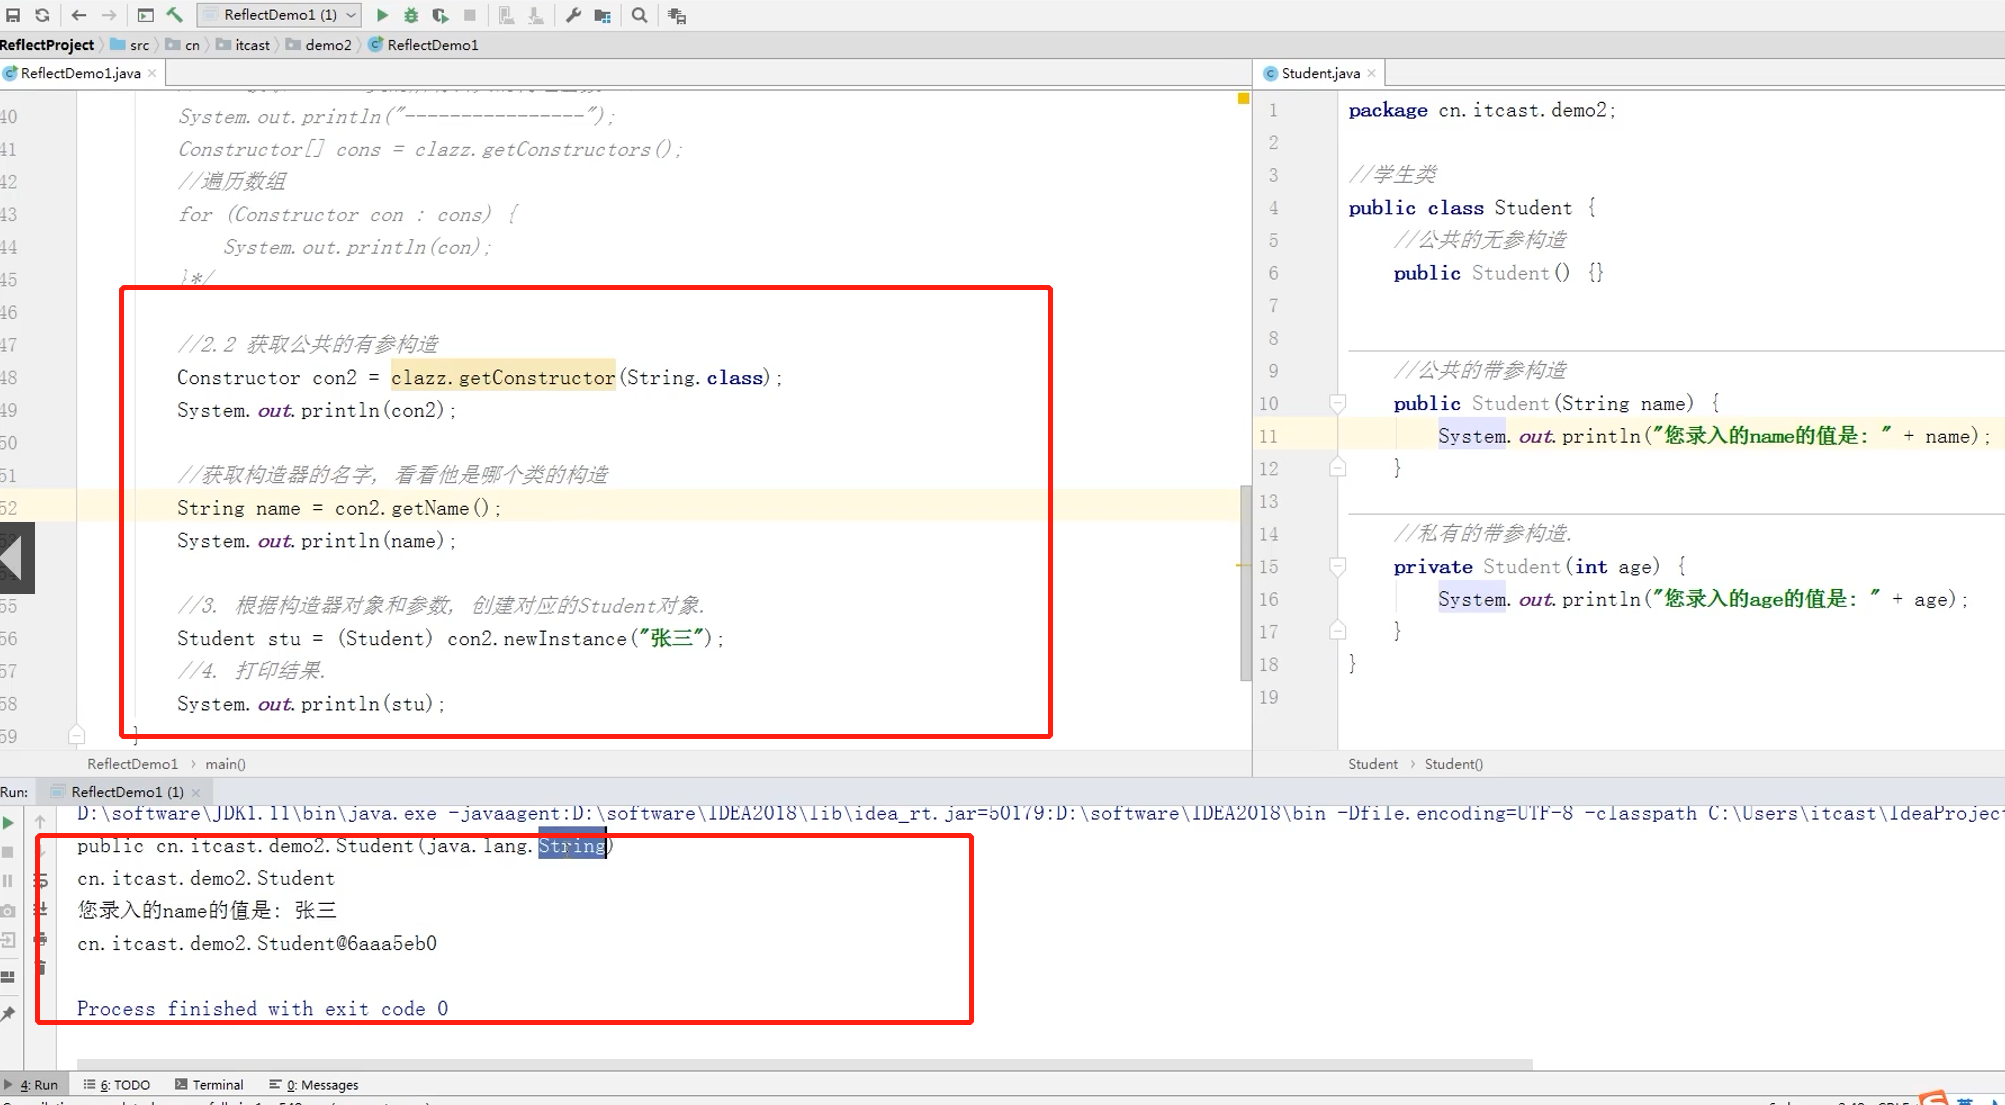 ReflectDemo1 (1)
ReflectProject src cn itcast demo2 ReflectDemo1
ReflectDemo1.java
40 System.out.println("----------------");
41 Constructor[] cons = clazz.getConstructors();
42 //遍历数组
43 for (Constructor con : cons) {
44 System.out.println(con);
45 }*/
46
47 //2.2 获取公共的有参构造
48 Constructor con2 = clazz.getConstructor(String.class);
49 System.out.println(con2);
50
51 //获取构造器的名字, 看看他是哪个类的构造
52 String name = con2.getName();
53 System.out.println(name);
55 //3. 根据构造器对象和参数, 创建对应的Student对象.
56 Student stu = (Student) con2.newInstance("张三");
57 //4. 打印结果.
58 System.out.println(stu);
59 }
ReflectDemo1 › main()
Student.java
1 package cn.itcast.demo2;
2
3 //学生类
4 public class Student {
5 //公共的无参构造
6 public Student() {}
7
8
9 //公共的带参构造
10 public Student(String name) {
11 System.out.println("您录入的name的值是: " + name);
12 }
13
14 //私有的带参构造.
15 private Student(int age) {
16 System.out.println("您录入的age的值是: " + age);
17 }
18 }
19
Student › Student()
Run: ReflectDemo1 (1)
D:\software\JDK1.11\bin\java.exe -javaagent:D:\software\IDEA2018\lib\idea_rt.jar=50179:D:\software\IDEA2018\bin -Dfile.encoding=UTF-8 -classpath C:\Users\itcast\IdeaProjec
public cn.itcast.demo2.Student(java.lang.String)
cn.itcast.demo2.Student
您录入的name的值是: 张三
cn.itcast.demo2.Student@6aaa5eb0
Process finished with exit code 0
4: Run 6: TODO Terminal 0: Messages